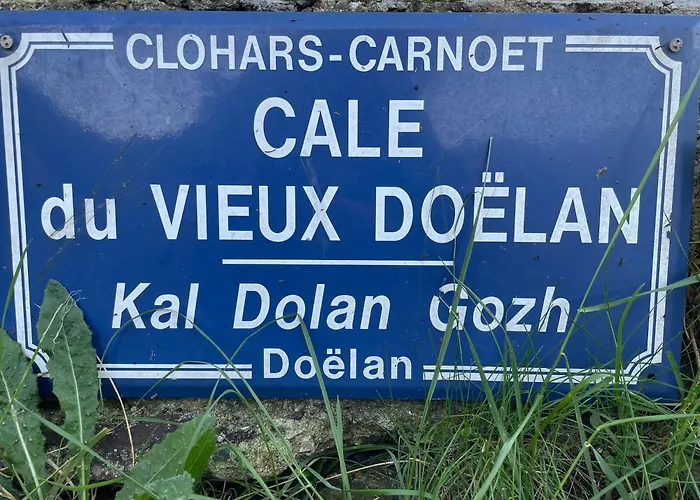 CLOHARS-CARNOET
CALE
du VIEUX DOËLAN
Kal Dolan Gozh
Doëlan